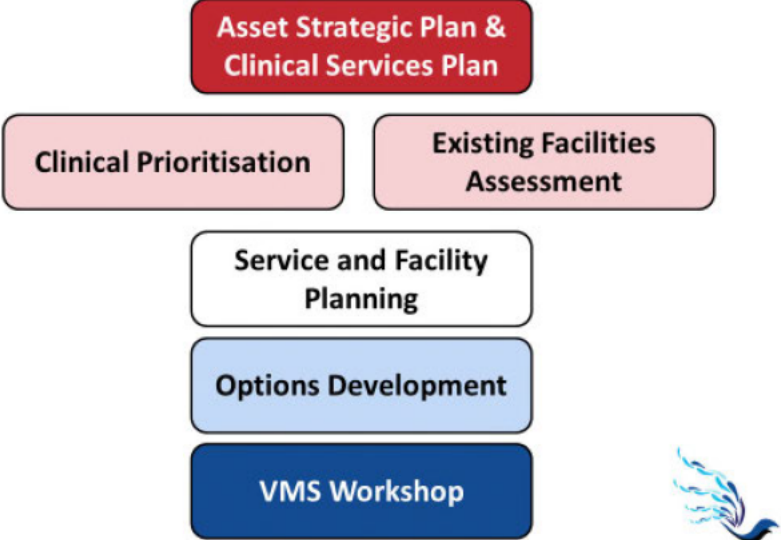 Asset Strategic Plan &
Clinical Services Plan
Clinical Prioritisation
Existing Facilities
Assessment
Service and Facility
Planning
Options Development
VMS Workshop